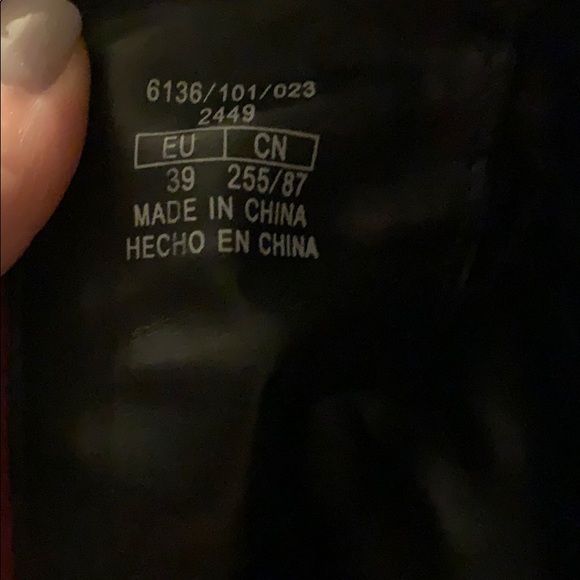 6136/101/023
2449
EU CN
39 255/87
MADE IN CHINA
HECHO EN CHINA